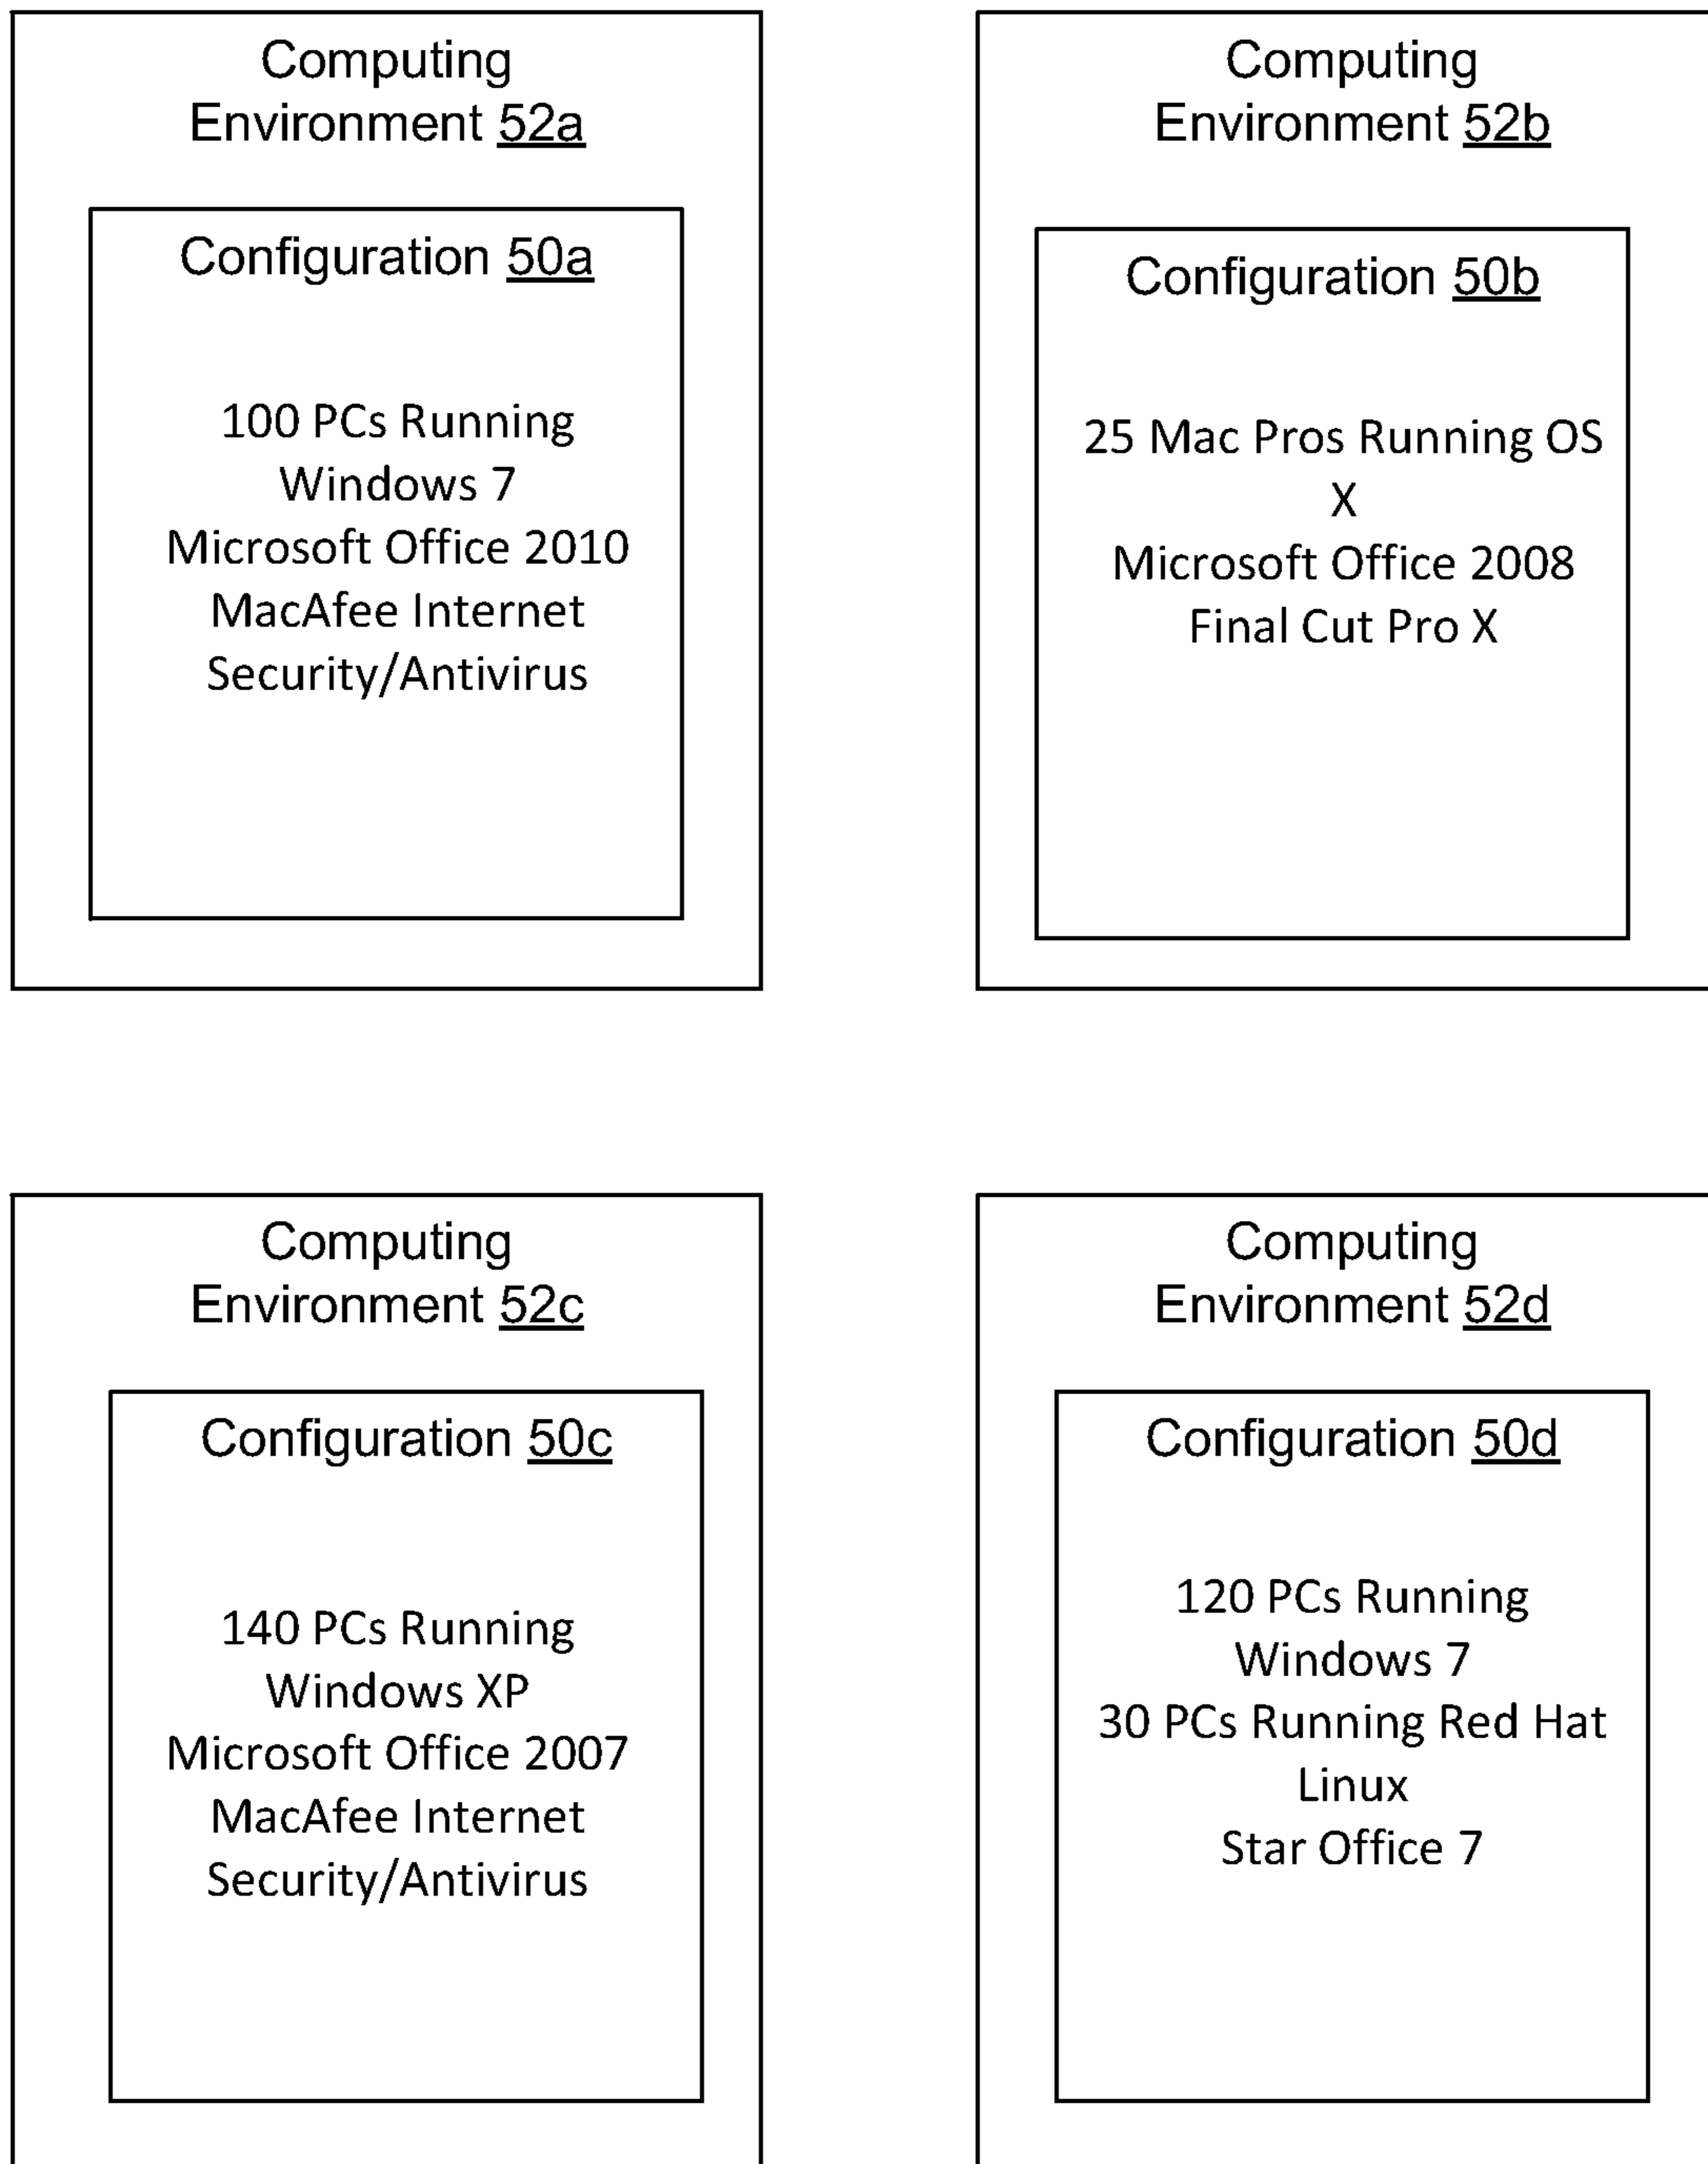 Computing
Environment 52a
Configuration 50a
100 PCs Running
Windows 7
Microsoft Office 2010
MacAfee Internet
Security/Antivirus
Computing
Environment 52b
Configuration 50b
25 Mac Pros Running OS
X
Microsoft Office 2008
Final Cut Pro X
Computing
Environment 52c
Configuration 50c
140 PCs Running
Windows XP
Microsoft Office 2007
MacAfee Internet
Security/Antivirus
Computing
Environment 52d
Configuration 50d
120 PCs Running
Windows 7
30 PCs Running Red Hat
Linux
Star Office 7